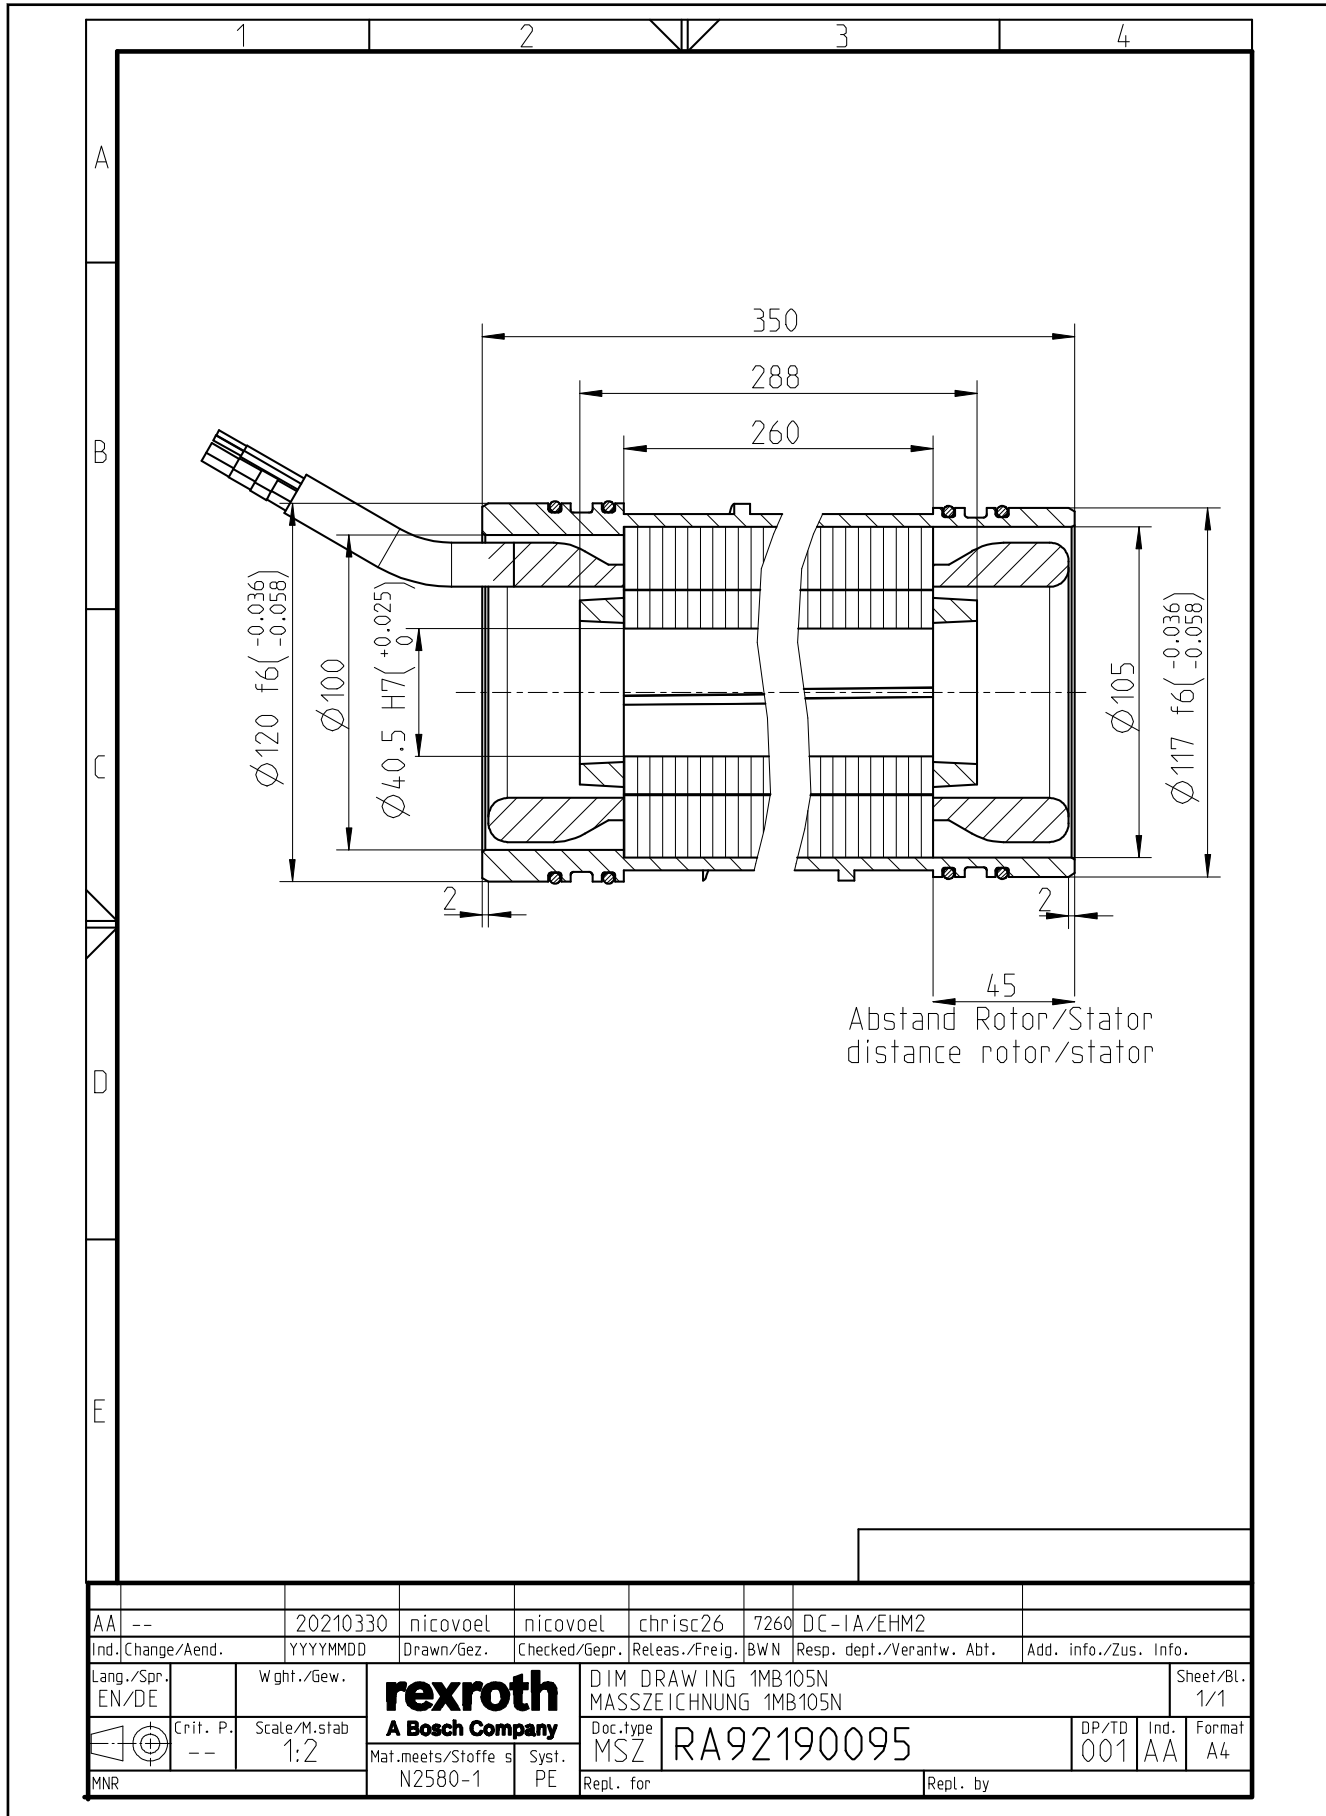 1 2 3 4
A
B
C
D
E
350
288
260
Ø120 f6( -0.036 -0.058)
Ø100
Ø40.5 H7( +0.025 0 )
Ø105
Ø117 f6( -0.036 -0.058)
2
2
45
Abstand Rotor/Stator
distance rotor/stator
AA -- 20210330 nicovoel nicovoel chrisc26 7260 DC-IA/EHM2
Ind. Change/Aend. YYYYMMDD Drawn/Gez. Checked/Gepr. Releas./Freig. BWN Resp. dept./Verantw. Abt. Add. info./Zus. Info.
Lang./Spr.
EN/DE
Wght./Gew.
rexroth
A Bosch Company
DIM DRAWING 1MB105N
MASSZEICHNUNG 1MB105N
Sheet/Bl.
1/1
Crit. P.
--
Scale/M.stab
1:2
Mat.meets/Stoffe s
N2580-1
Syst.
PE
Doc.type
MSZ
RA92190095
DP/TD
001
Ind.
AA
Format
A4
MNR
Repl. for
Repl. by